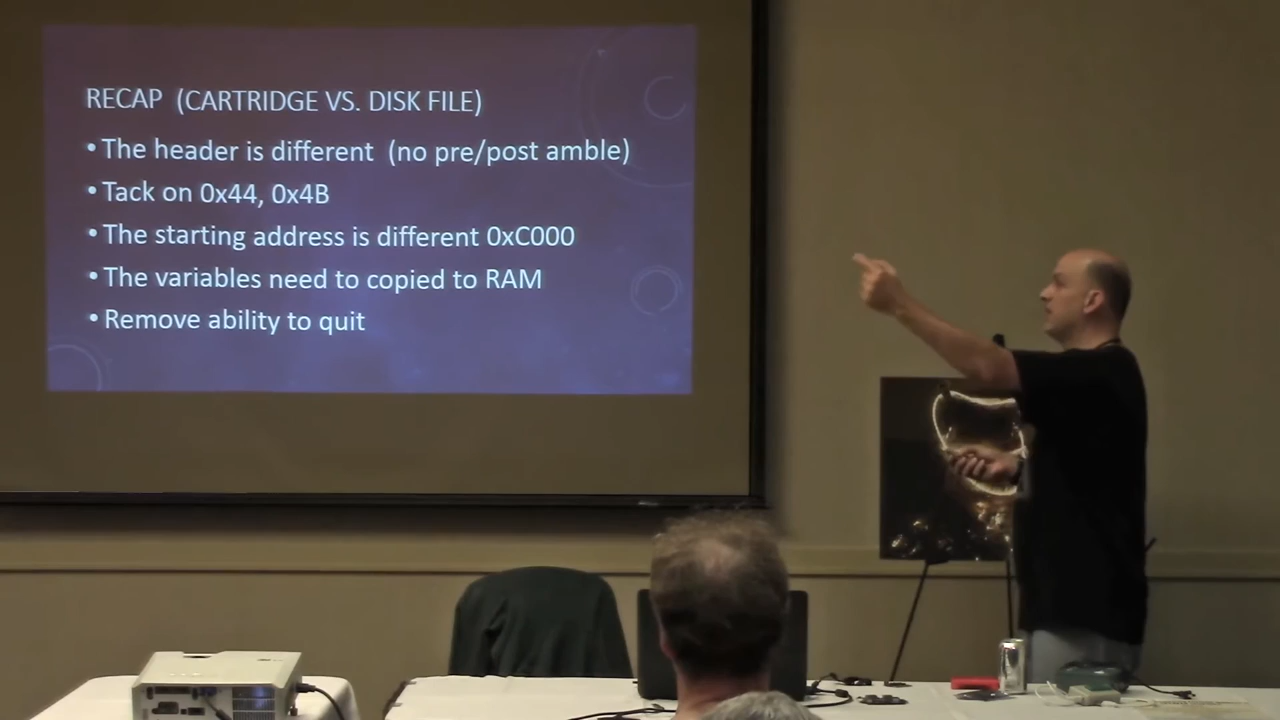 RECAP (CARTRIDGE VS. DISK FILE)
• The header is different (no pre/post amble)
• Tack on 0x44, 0x4B
• The starting address is different 0xC000
• The variables need to copied to RAM
• Remove ability to quit